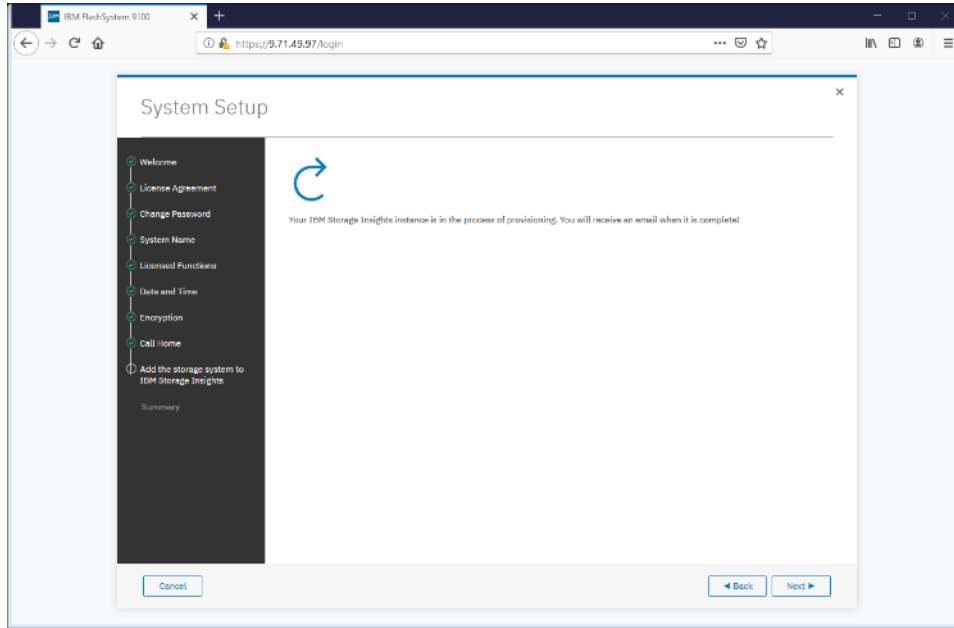 IBM FlashSystem 9100
https://9.71.49.97/login
System Setup
Welcome
License Agreement
Change Password
System Name
Licensed Functions
Date and Time
Encryption
Call Home
Add the storage system to
IBM Storage Insights
Summary
Your IBM Storage Insights instance is in the process of provisioning. You will receive an email when it is complete!
Cancel
Back
Next